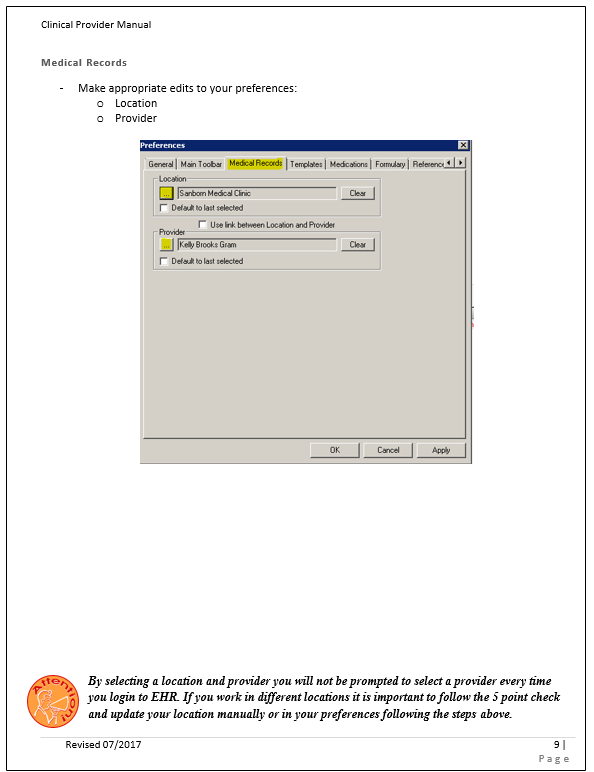 Clinical Provider Manual
Medical Records
- Make appropriate edits to your preferences:
o Location
o Provider
Preferences
General Main Toolbar Medical Records Templates Medications Formulary Referenc
Location
... Sanborn Medical Clinic Clear
Default to last selected
Use link between Location and Provider
Provider
... Kelly Brooks Gram Clear
Default to last selected
OK Cancel Apply
Attention!
By selecting a location and provider you will not be prompted to select a provider every time
you login to EHR. If you work in different locations it is important to follow the 5 point check
and update your location manually or in your preferences following the steps above.
Revised 07/2017 9 |
Page